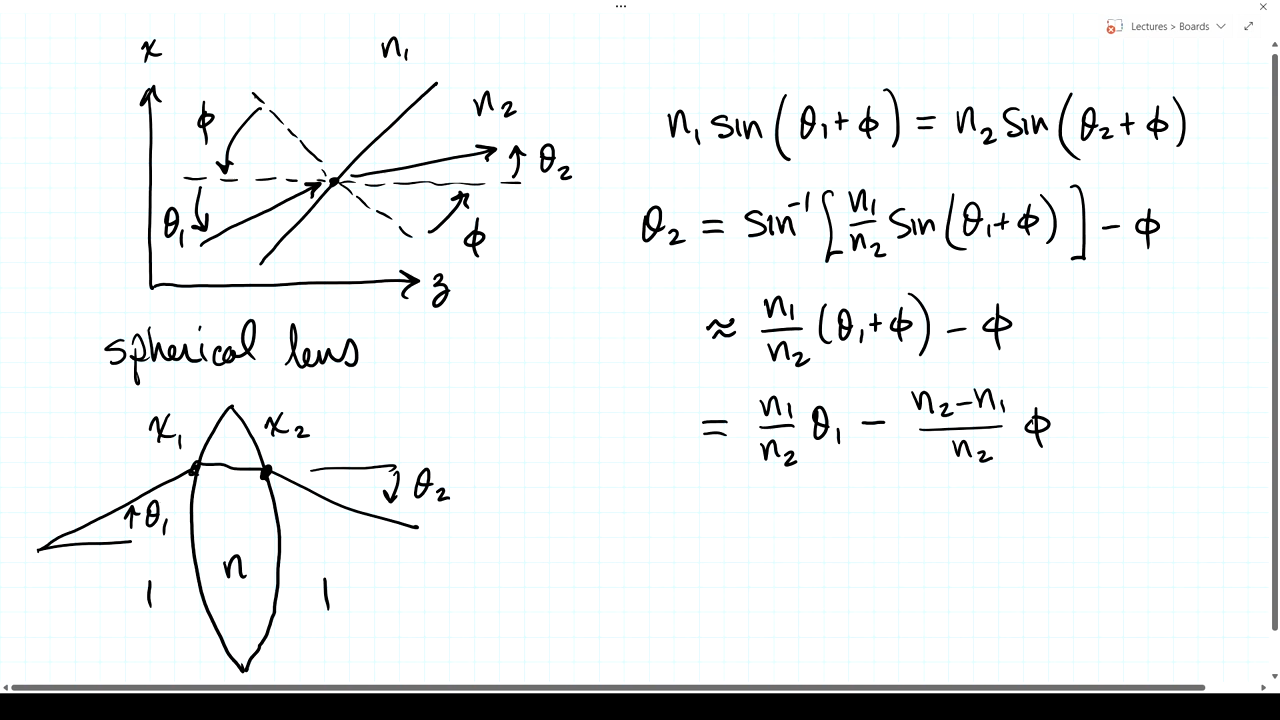 ...
Lectures > Boards
x
n₁
ϕ
n₂
θ₂
θ₁
ϕ
z
n₁ sin(θ₁+ϕ) = n₂ sin(θ₂+ϕ)
θ₂ = sin⁻¹[n₁/n₂ sin(θ₁+ϕ)] - ϕ
≈ n₁/n₂ (θ₁+ϕ) - ϕ
= n₁/n₂ θ₁ - (n₂-n₁)/n₂ ϕ
spherical lens
x₁
x₂
θ₁
θ₂
n
1
1